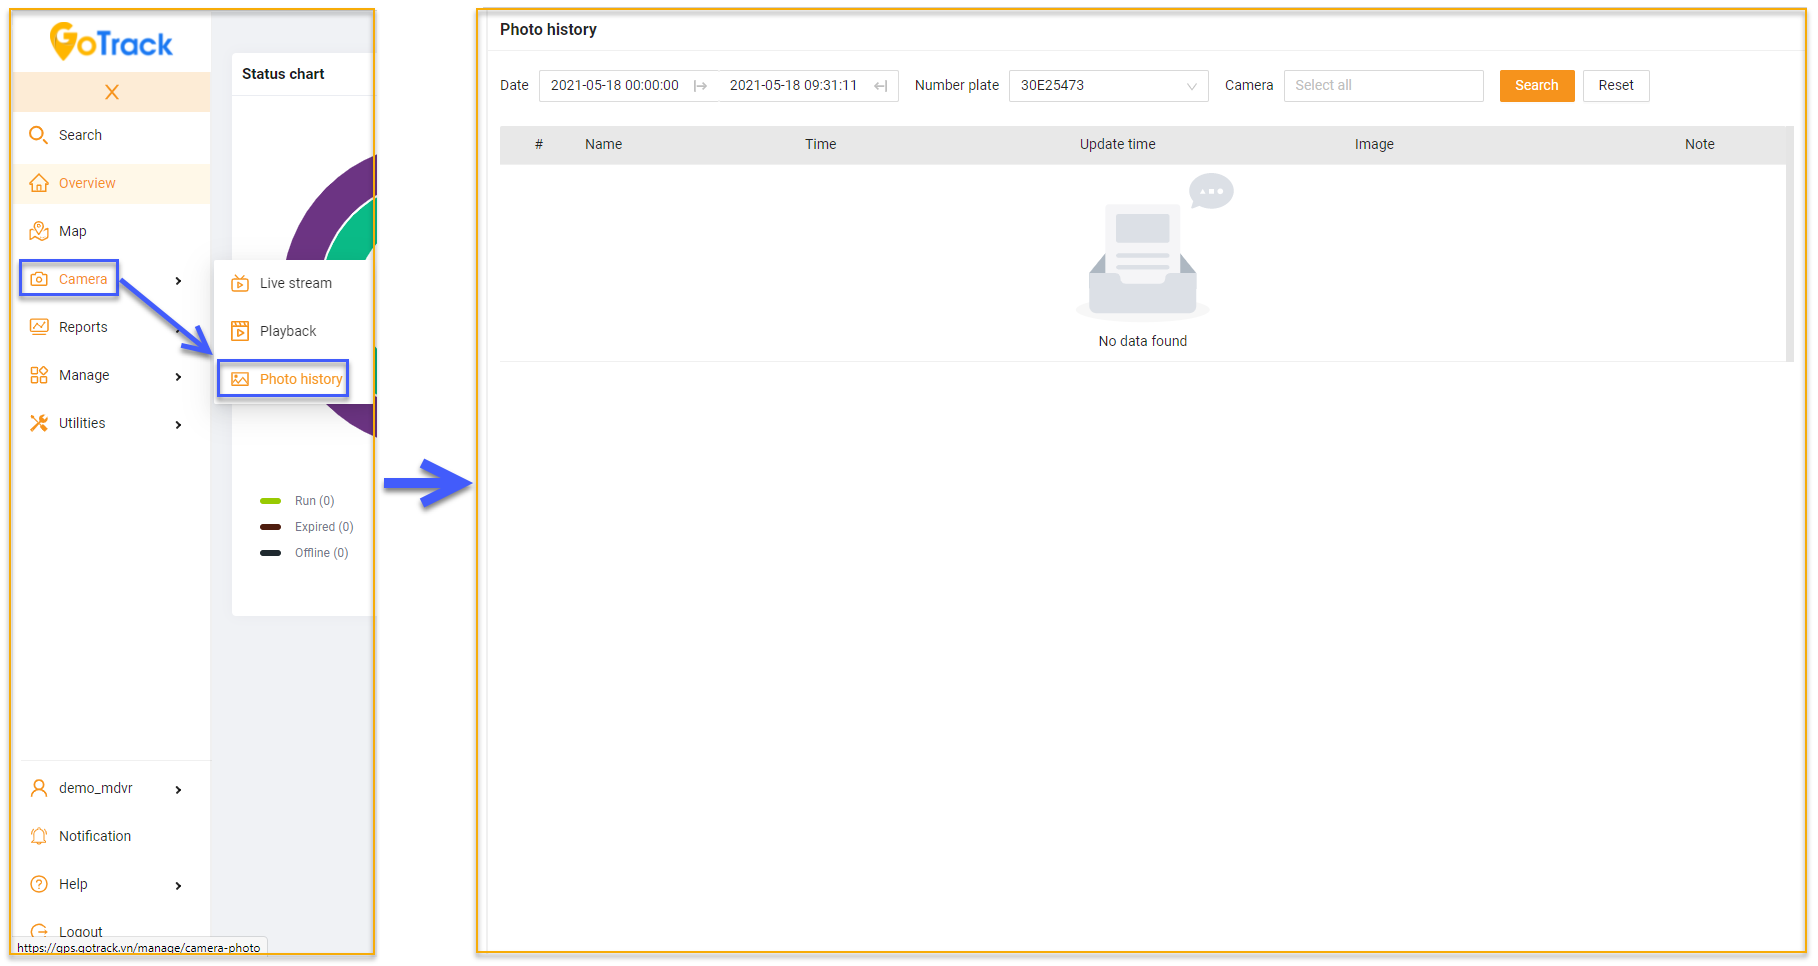 GoTrack
Search
Overview
Map
Camera
Reports
Manage
Utilities
demo_mdvr
Notification
Help
Logout
https://gps.gotrack.vn/manage/camera-photo
Status chart
Live stream
Playback
Photo history
Run (0)
Expired (0)
Offline (0)
Photo history
Date 2021-05-18 00:00:00 2021-05-18 09:31:11 Number plate 30E25473 Camera Select all Search Reset
# Name Time Update time Image Note
No data found